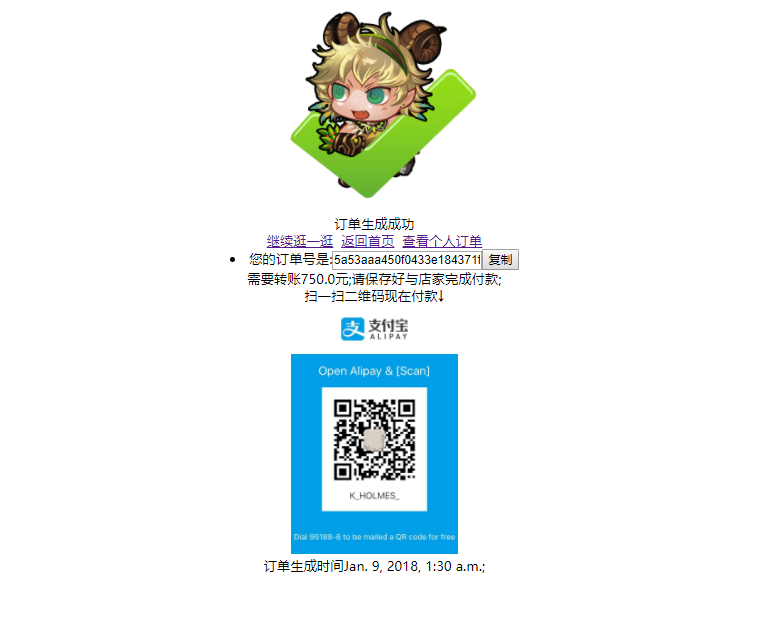 订单生成成功
继续逛一逛 返回首页 查看个人订单
您的订单号是:5a53aaa450f0433e184371f 复制
需要转账750.0元;请保存好与店家完成付款;
扫一扫二维码现在付款↓
支 支付宝
ALIPAY
Open Alipay & [Scan]
K_HOLMES_
Dial 95188-6 to be mailed a QR code for free
订单生成时间Jan. 9, 2018, 1:30 a.m.;